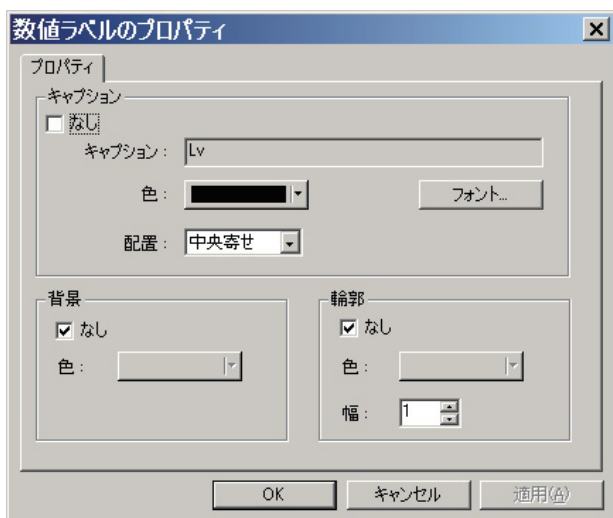 数値ラベルのプロパティ
プロパティ
キャプション
なし
キャプション: Lv
色:
フォント...
配置: 中央寄せ
背景
なし
色:
輪郭
なし
色:
幅: 1
OK
キャンセル
適用(A)